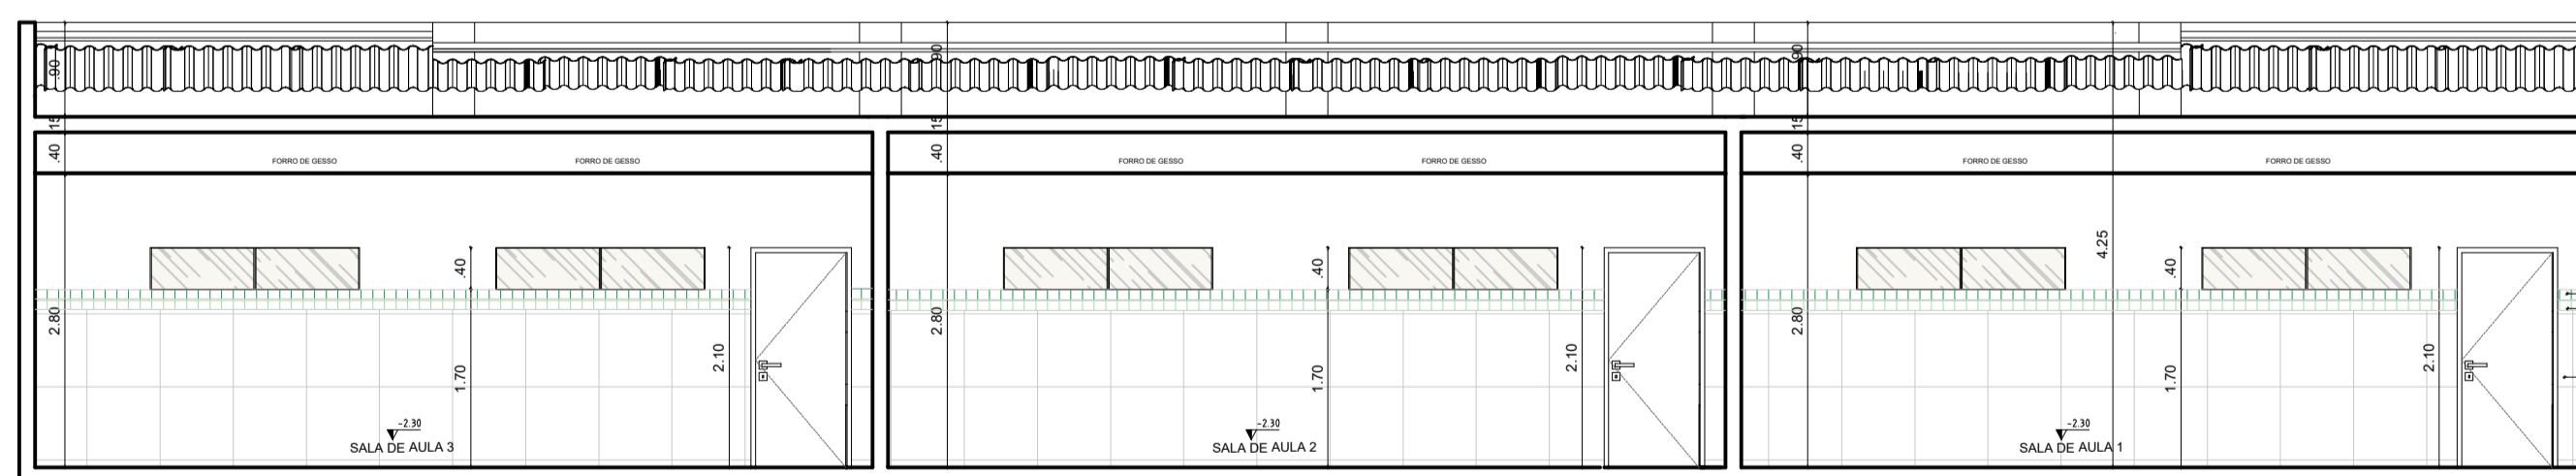 .90
.90
.90
.15
.15
.15
.40
.40
.40
FORRO DE GESSO
FORRO DE GESSO
FORRO DE GESSO
FORRO DE GESSO
FORRO DE GESSO
FORRO DE GESSO
4.25
.40
.40
.40
2.80
2.80
2.80
2.10
2.10
2.10
1.70
1.70
1.70
-2.30
-2.30
-2.30
SALA DE AULA 3
SALA DE AULA 2
SALA DE AULA 1